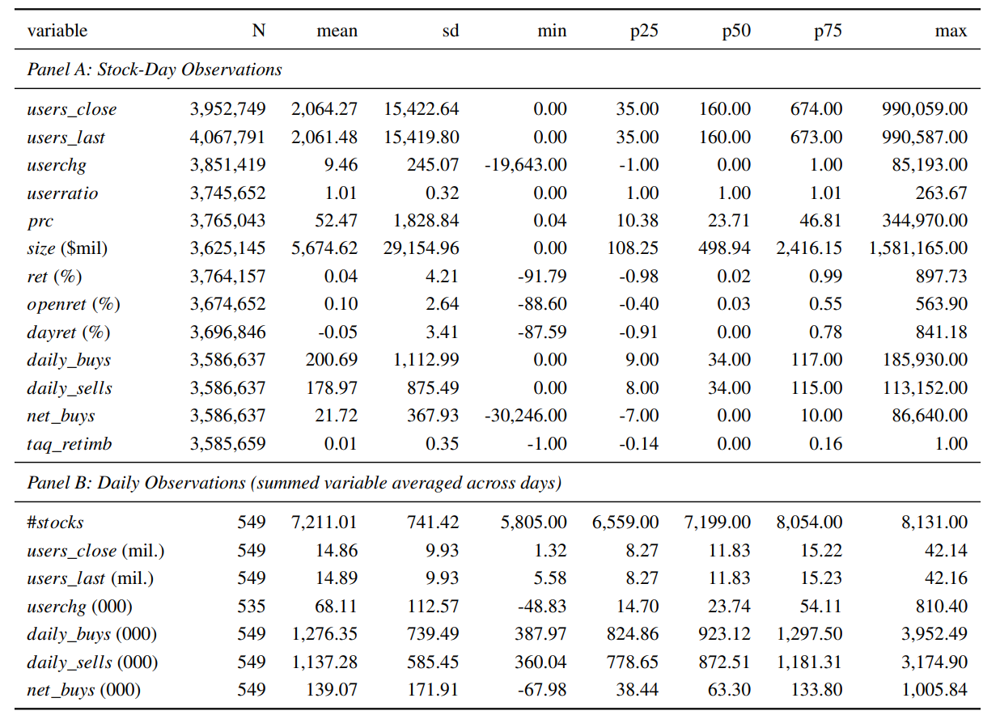 variable N mean sd min p25 p50 p75 max
Panel A: Stock-Day Observations
users_close 3,952,749 2,064.27 15,422.64 0.00 35.00 160.00 674.00 990,059.00
users_last 4,067,791 2,061.48 15,419.80 0.00 35.00 160.00 673.00 990,587.00
userchg 3,851,419 9.46 245.07 -19,643.00 -1.00 0.00 1.00 85,193.00
userratio 3,745,652 1.01 0.32 0.00 1.00 1.00 1.01 263.67
prc 3,765,043 52.47 1,828.84 0.04 10.38 23.71 46.81 344,970.00
size ($mil) 3,625,145 5,674.62 29,154.96 0.00 108.25 498.94 2,416.15 1,581,165.00
ret (%) 3,764,157 0.04 4.21 -91.79 -0.98 0.02 0.99 897.73
openret (%) 3,674,652 0.10 2.64 -88.60 -0.40 0.03 0.55 563.90
dayret (%) 3,696,846 -0.05 3.41 -87.59 -0.91 0.00 0.78 841.18
daily_buys 3,586,637 200.69 1,112.99 0.00 9.00 34.00 117.00 185,930.00
daily_sells 3,586,637 178.97 875.49 0.00 8.00 34.00 115.00 113,152.00
net_buys 3,586,637 21.72 367.93 -30,246.00 -7.00 0.00 10.00 86,640.00
taq_retimb 3,585,659 0.01 0.35 -1.00 -0.14 0.00 0.16 1.00
Panel B: Daily Observations (summed variable averaged across days)
#stocks 549 7,211.01 741.42 5,805.00 6,559.00 7,199.00 8,054.00 8,131.00
users_close (mil.) 549 14.86 9.93 1.32 8.27 11.83 15.22 42.14
users_last (mil.) 549 14.89 9.93 5.58 8.27 11.83 15.23 42.16
userchg (000) 535 68.11 112.57 -48.83 14.70 23.74 54.11 810.40
daily_buys (000) 549 1,276.35 739.49 387.97 824.86 923.12 1,297.50 3,952.49
daily_sells (000) 549 1,137.28 585.45 360.04 778.65 872.51 1,181.31 3,174.90
net_buys (000) 549 139.07 171.91 -67.98 38.44 63.30 133.80 1,005.84